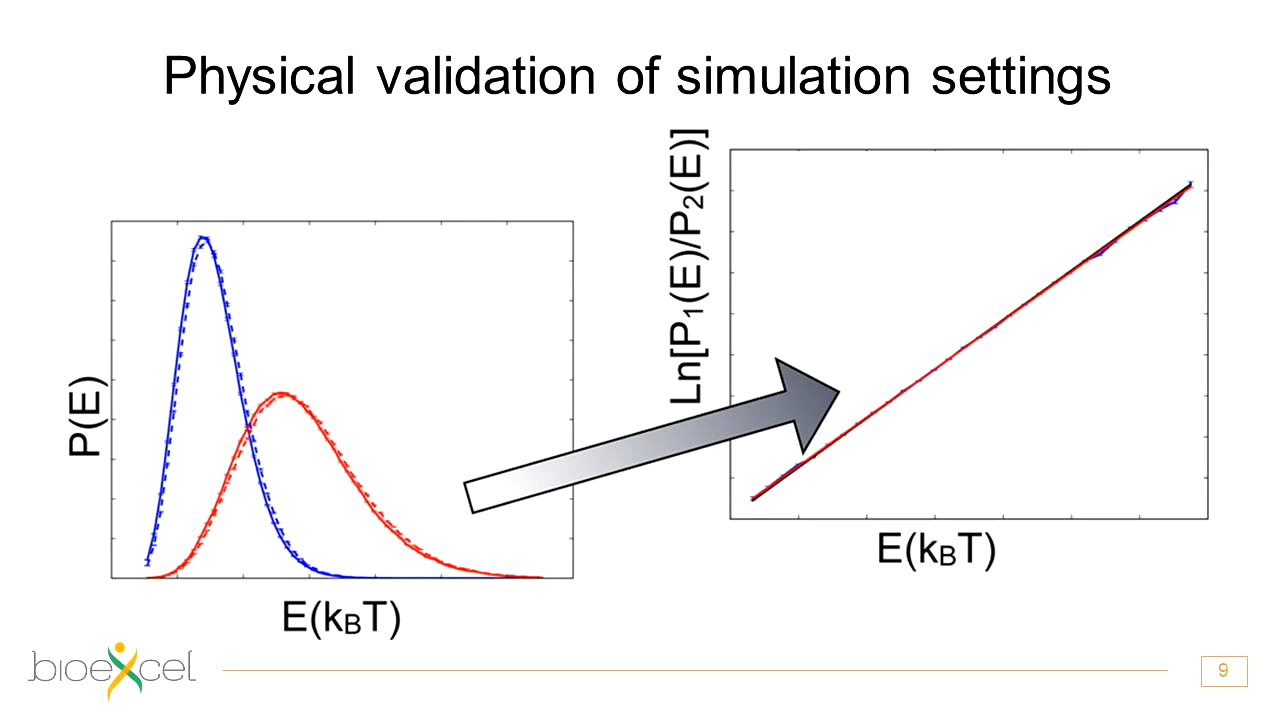 Physical validation of simulation settings
P(E)
E(kBT)
Ln[P1(E)/P2(E)]
E(kBT)
bioexcel
9